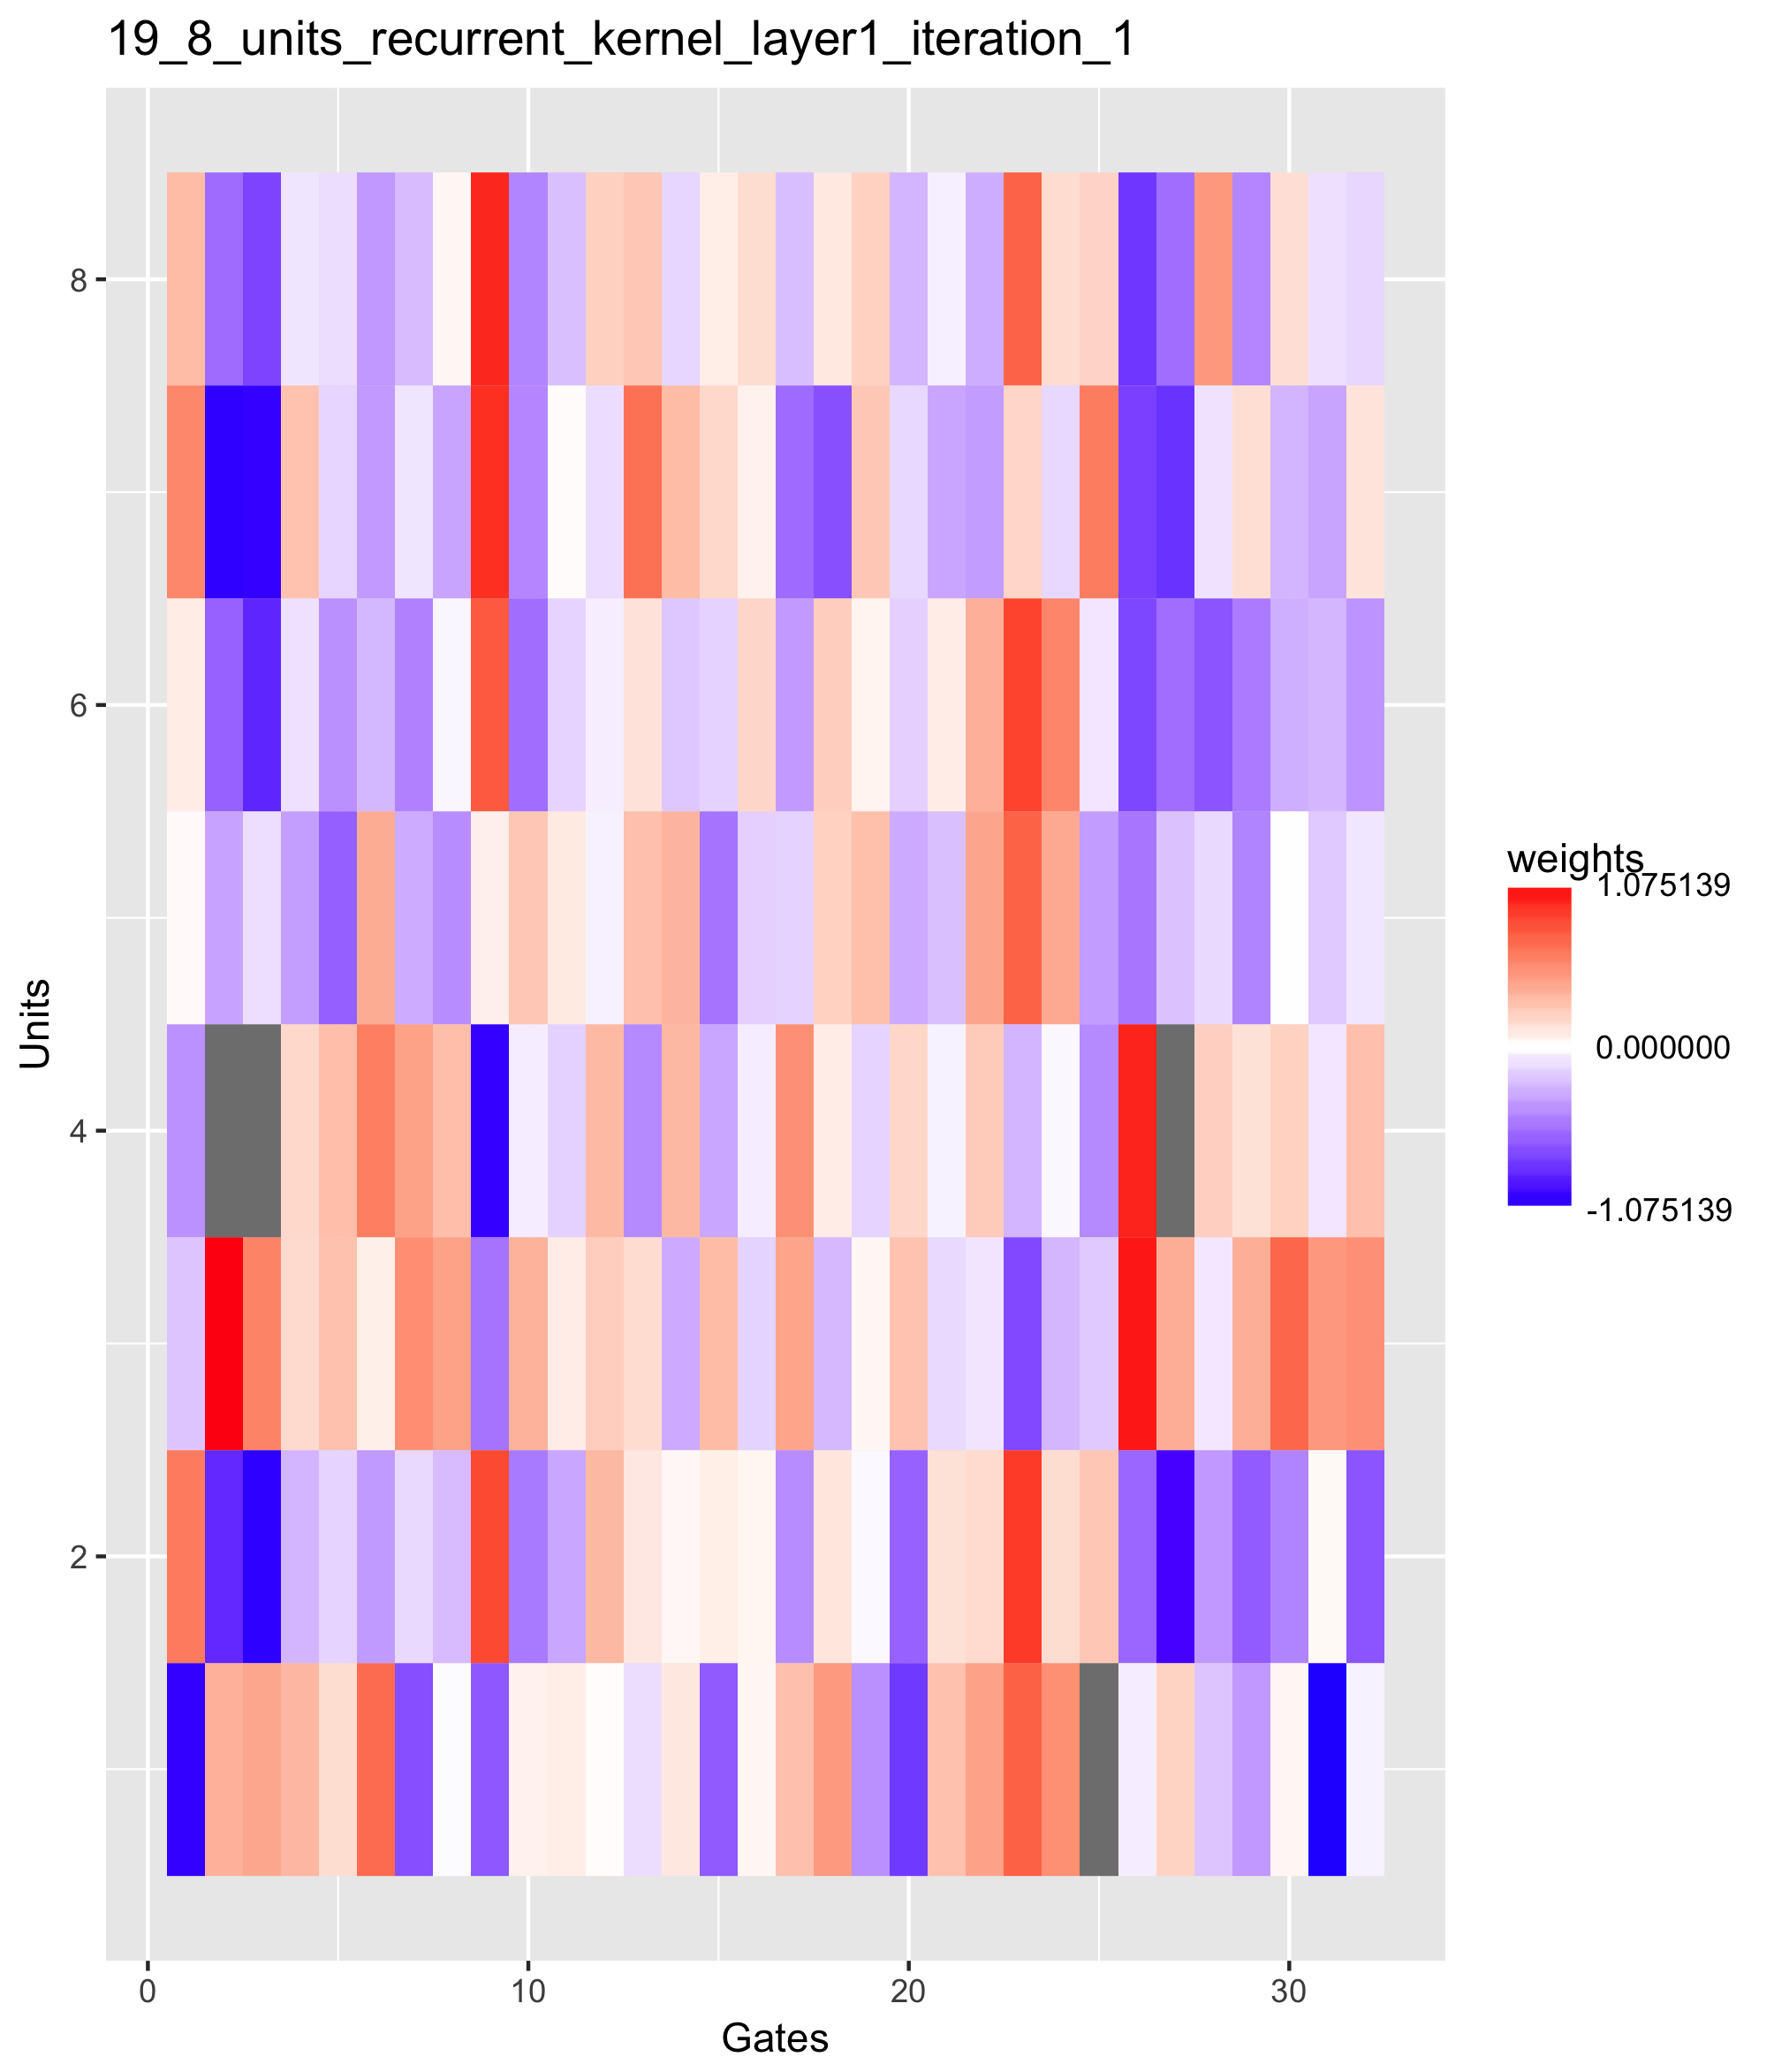 19_8_units_recurrent_kernel_layer1_iteration_1
8
6
4
2
Units
0 10 20 30
Gates
weights
1.075139
0.000000
-1.075139